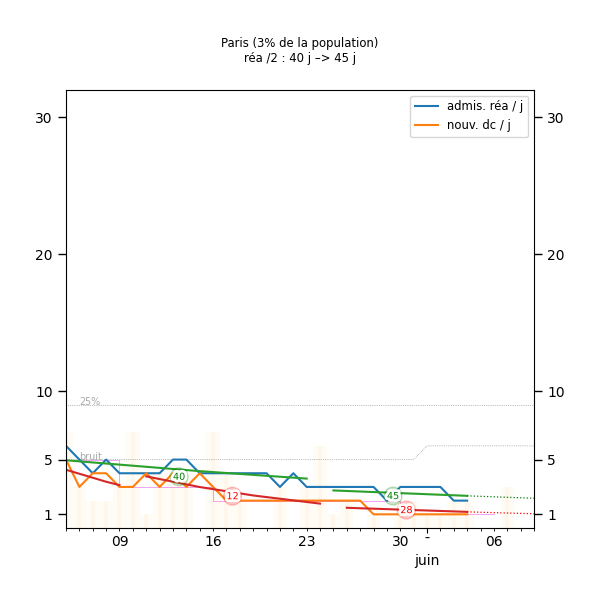 Paris (3% de la population)
réa /2 : 40 j –> 45 j
admis. réa / j
nouv. dc / j
30 30
20 20
10 10
25%
bruit
5 5
40
12
45
28
1 1
09 16 23 30 - 06
juin